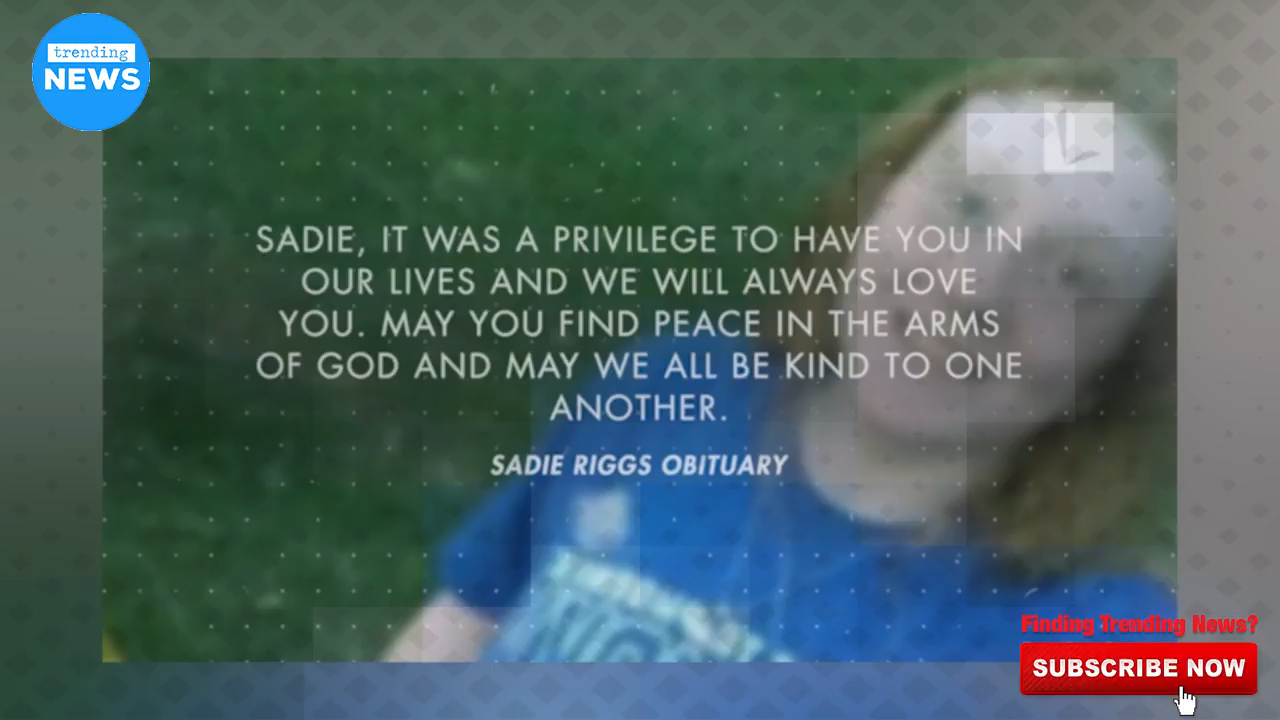 trending
NEWS
SADIE, IT WAS A PRIVILEGE TO HAVE YOU IN
OUR LIVES AND WE WILL ALWAYS LOVE
YOU. MAY YOU FIND PEACE IN THE ARMS
OF GOD AND MAY WE ALL BE KIND TO ONE
ANOTHER.
SADIE RIGGS OBITUARY
Finding Trending News?
SUBSCRIBE NOW